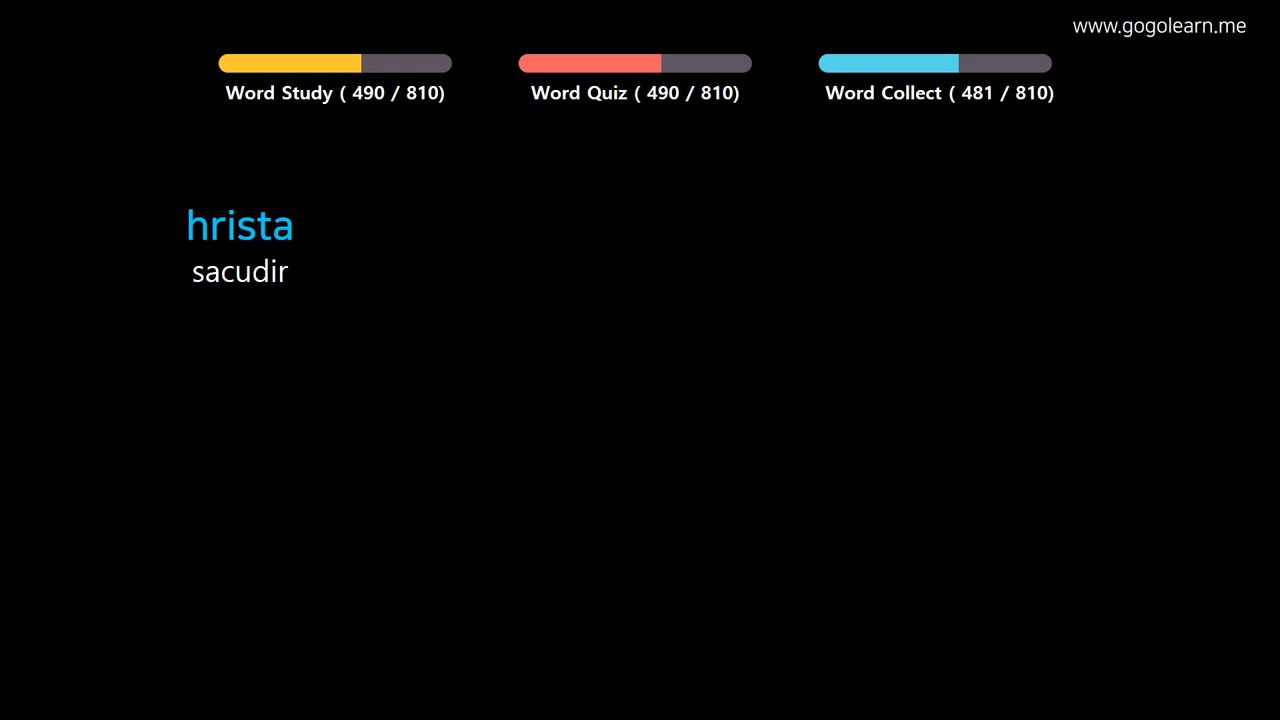 www.gogolearn.me
Word Study ( 490 / 810)
Word Quiz ( 490 / 810)
Word Collect ( 481 / 810)
hrista
sacudir